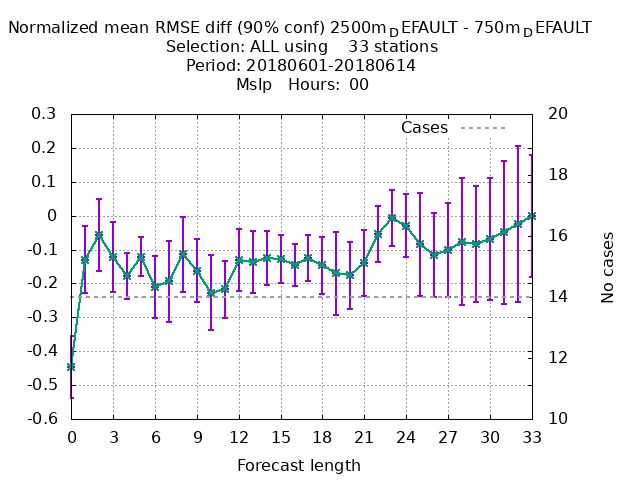 Normalized mean RMSE diff (90% conf) 2500mDEFAULT - 750mDEFAULT
Selection: ALL using    33 stations
Period: 20180601-20180614
Mslp   Hours: 00
Cases
0.3
0.2
0.1
0
-0.1
-0.2
-0.3
-0.4
-0.5
-0.6
20
18
16
14
12
10
No cases
0 3 6 9 12 15 18 21 24 27 30 33
Forecast length